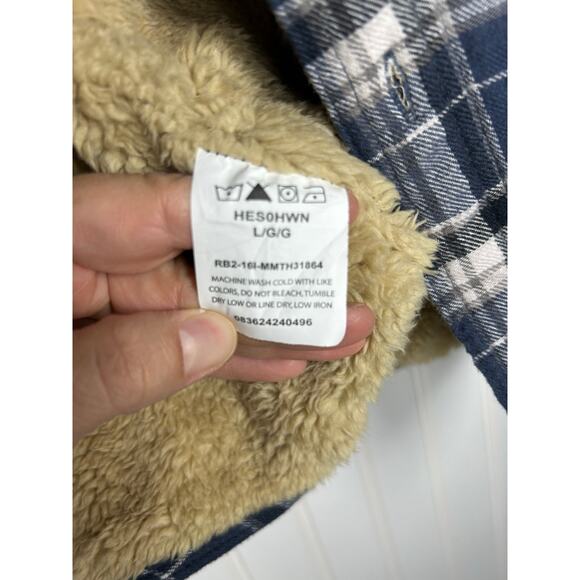 HES0HWN
L/G/G
RB2-16I-MMTH31864
MACHINE WASH COLD WITH LIKE
COLORS, DO NOT BLEACH, TUMBLE
DRY LOW OR LINE DRY, LOW IRON
083624240496